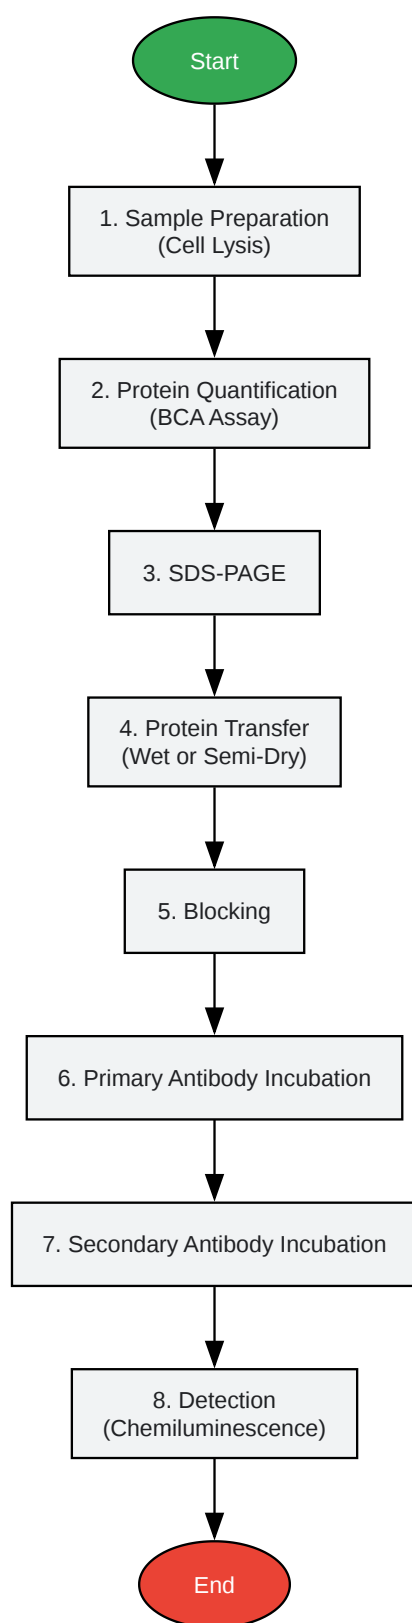 Start
1. Sample Preparation
(Cell Lysis)
2. Protein Quantification
(BCA Assay)
3. SDS-PAGE
4. Protein Transfer
(Wet or Semi-Dry)
5. Blocking
6. Primary Antibody Incubation
7. Secondary Antibody Incubation
8. Detection
(Chemiluminescence)
End